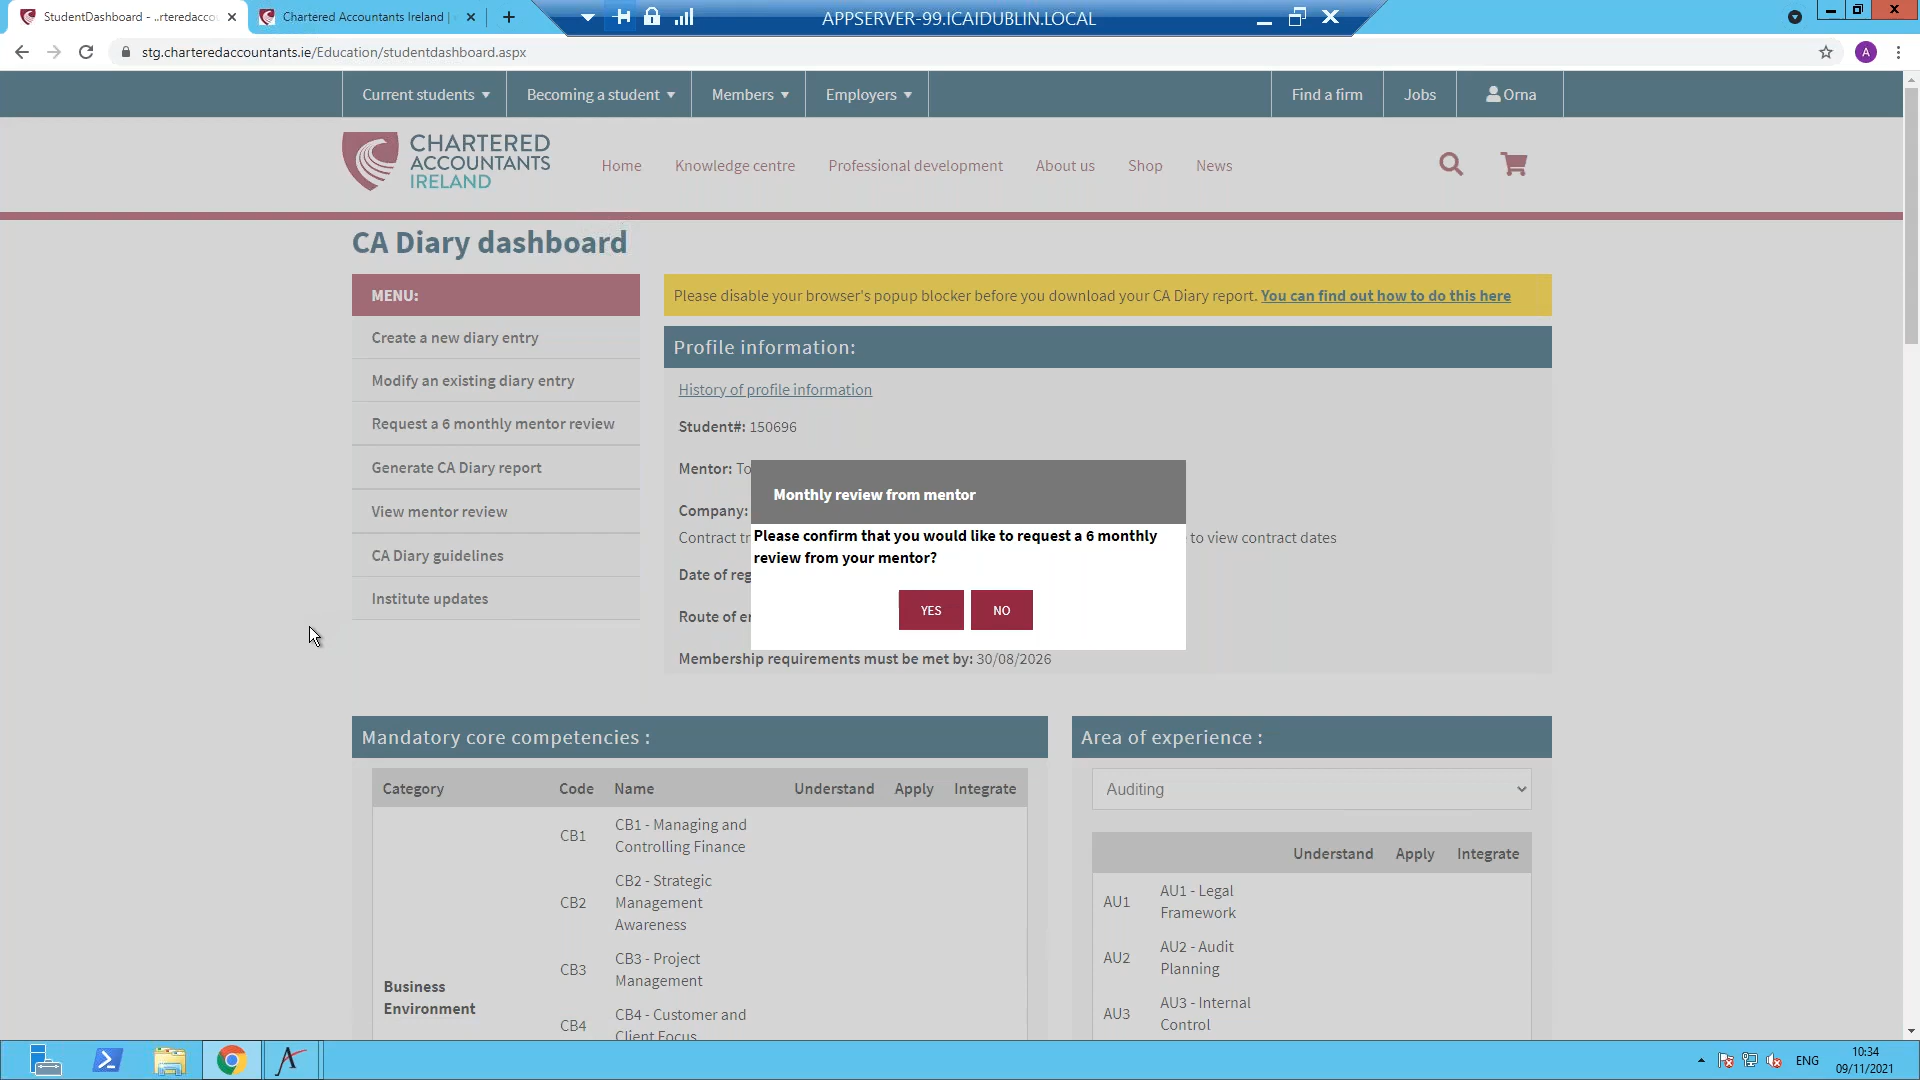 StudentDashboard - ..rteredaccou
Chartered Accountants Ireland |
APPSERVER-99.ICAIDUBLIN.LOCAL
stg.charteredaccountants.ie/Education/studentdashboard.aspx
A
Current students
Becoming a student
Members
Employers
Find a firm
Jobs
Orna
CHARTERED
ACCOUNTANTS
IRELAND
Home
Knowledge centre
Professional development
About us
Shop
News
CA Diary dashboard
MENU:
Create a new diary entry
Modify an existing diary entry
Request a 6 monthly mentor review
Generate CA Diary report
View mentor review
CA Diary guidelines
Institute updates
Please disable your browser's popup blocker before you download your CA Diary report. You can find out how to do this here
Profile information:
History of profile information
Student#: 150696
Mentor: To
Company:
Contract tr
to view contract dates
Date of reg
Route of er
Membership requirements must be met by: 30/08/2026
Monthly review from mentor
Please confirm that you would like to request a 6 monthly
review from your mentor?
YES
NO
Mandatory core competencies :
Category Code Name Understand Apply Integrate
Business
Environment
CB1
CB1 - Managing and
Controlling Finance
CB2
CB2 - Strategic
Management
Awareness
CB3
CB3 - Project
Management
CB4
CB4 - Customer and
Client Focus
Area of experience :
Auditing
Understand Apply Integrate
AU1
AU1 - Legal
Framework
AU2
AU2 - Audit
Planning
AU3
AU3 - Internal
Control
ENG
10:34
09/11/2021